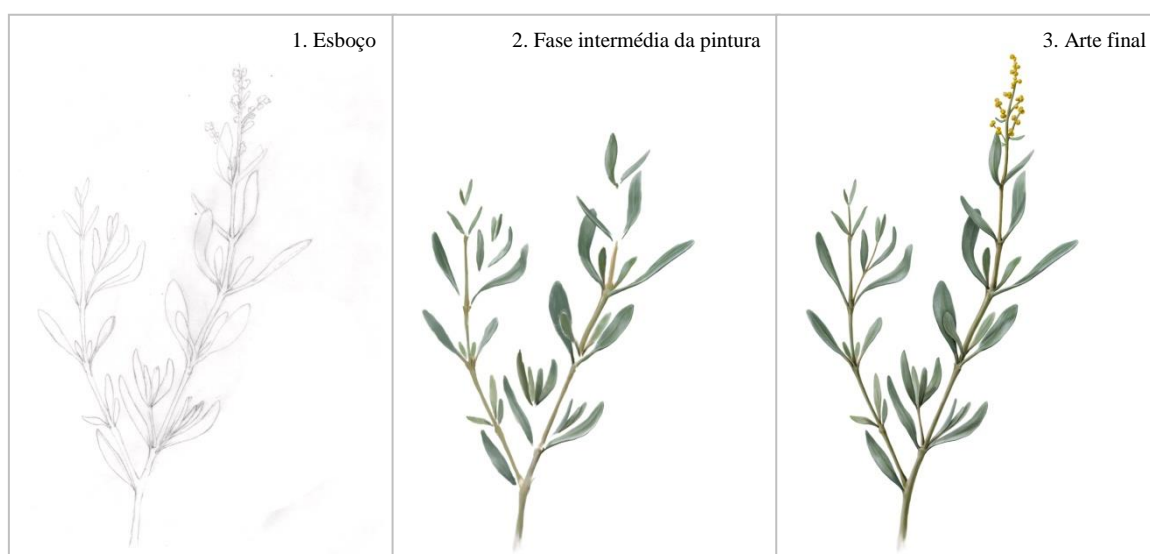 1. Esboço
2. Fase intermédia da pintura
3. Arte final